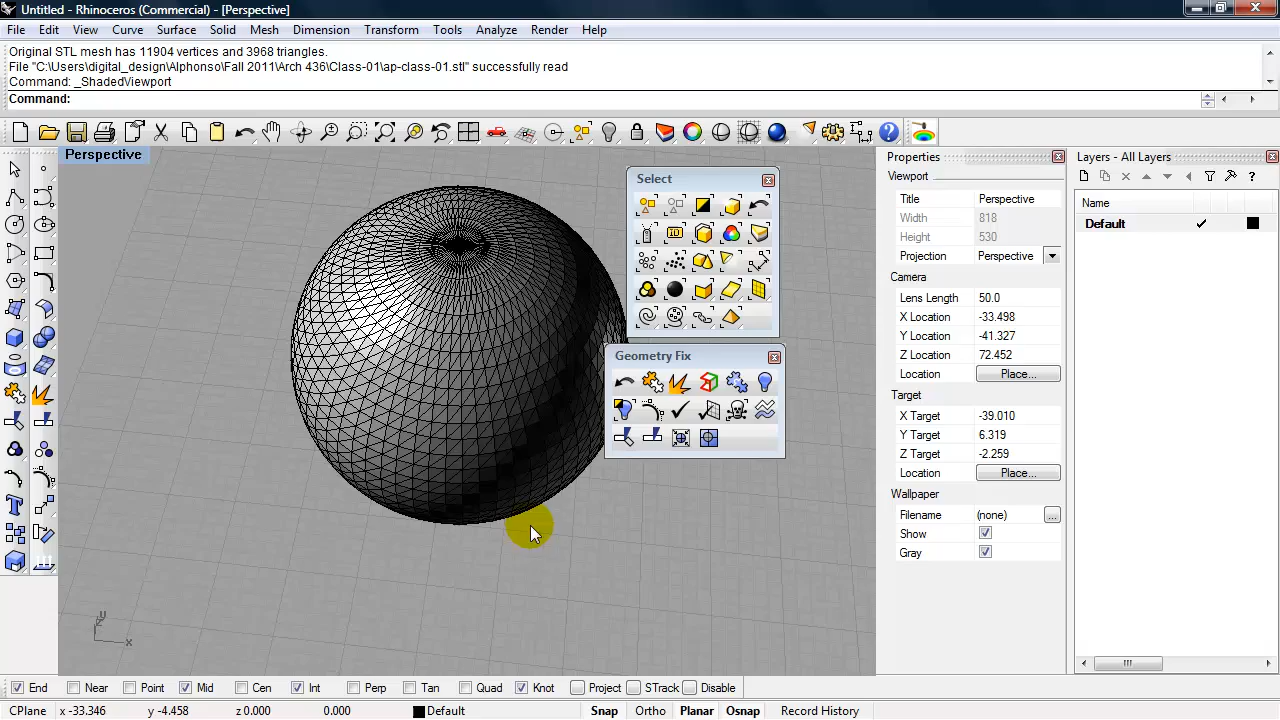 Untitled - Rhinoceros (Commercial) - [Perspective]
File Edit View Curve Surface Solid Mesh Dimension Transform Tools Analyze Render Help
Original STL mesh has 11904 vertices and 3968 triangles.
File "C:\Users\digital_design\Alphonso\Fall 2011\Arch 436\Class-01\ap-class-01.stl" successfully read
Command: _ShadedViewport
Command:
Perspective
Select
Geometry Fix
y
z
x
Properties
Viewport
Title Perspective
Width 818
Height 530
Projection Perspective
Camera
Lens Length 50.0
X Location -33.498
Y Location -41.327
Z Location 72.452
Location Place...
Target
X Target -39.010
Y Target 6.319
Z Target -2.259
Location Place...
Wallpaper
Filename (none) ...
Show
Gray
Layers - All Layers
Name
Default
End Near Point Mid Cen Int Perp Tan Quad Knot Project STrack Disable
CPlane x -33.346 y -4.458 z 0.000 0.000 Default Snap Ortho Planar Osnap Record History